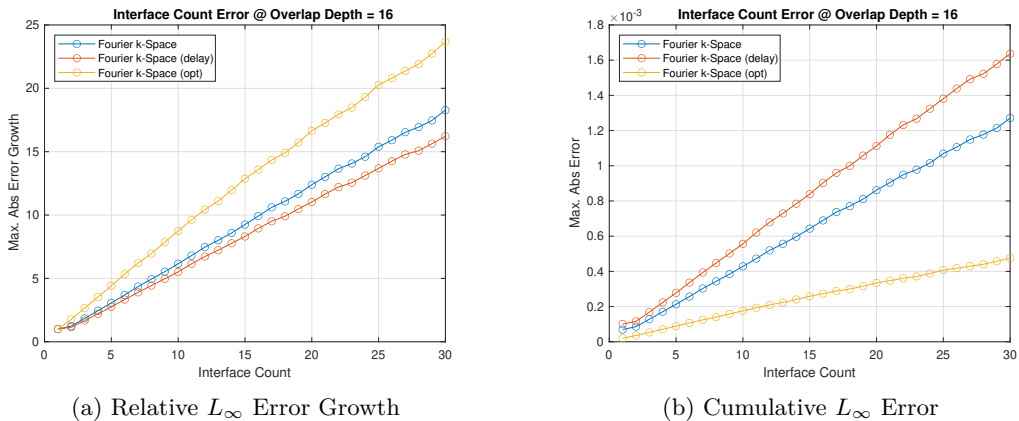 Interface Count Error @ Overlap Depth = 16
25
20
15
10
5
0
0 5 10 15 20 25 30
Max. Abs Error Growth
Interface Count
Fourier k-Space
Fourier k-Space (delay)
Fourier k-Space (opt)
(a) Relative L∞ Error Growth
Interface Count Error @ Overlap Depth = 16
×10⁻³
1.8
1.6
1.4
1.2
1
0.8
0.6
0.4
0.2
0
0 5 10 15 20 25 30
Max. Abs Error
Interface Count
Fourier k-Space
Fourier k-Space (delay)
Fourier k-Space (opt)
(b) Cumulative L∞ Error